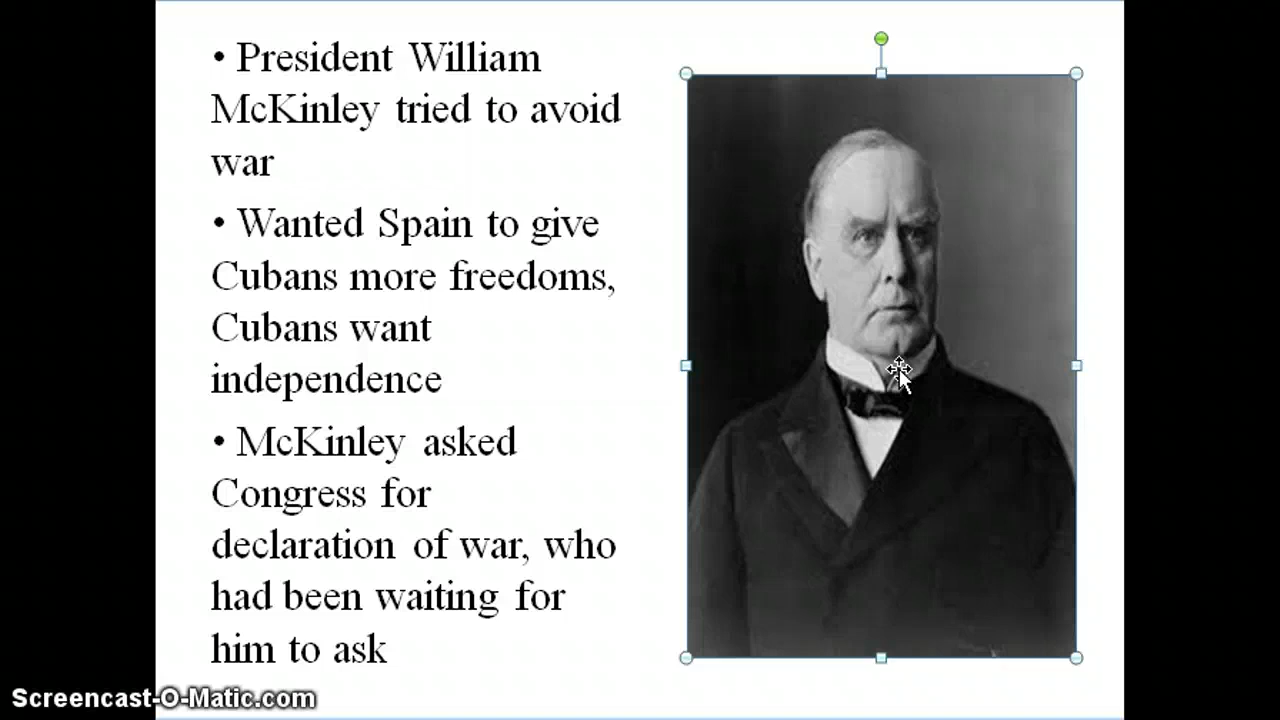 • President William
McKinley tried to avoid
war
• Wanted Spain to give
Cubans more freedoms,
Cubans want
independence
• McKinley asked
Congress for
declaration of war, who
had been waiting for
him to ask
Screencast-O-Matic.com